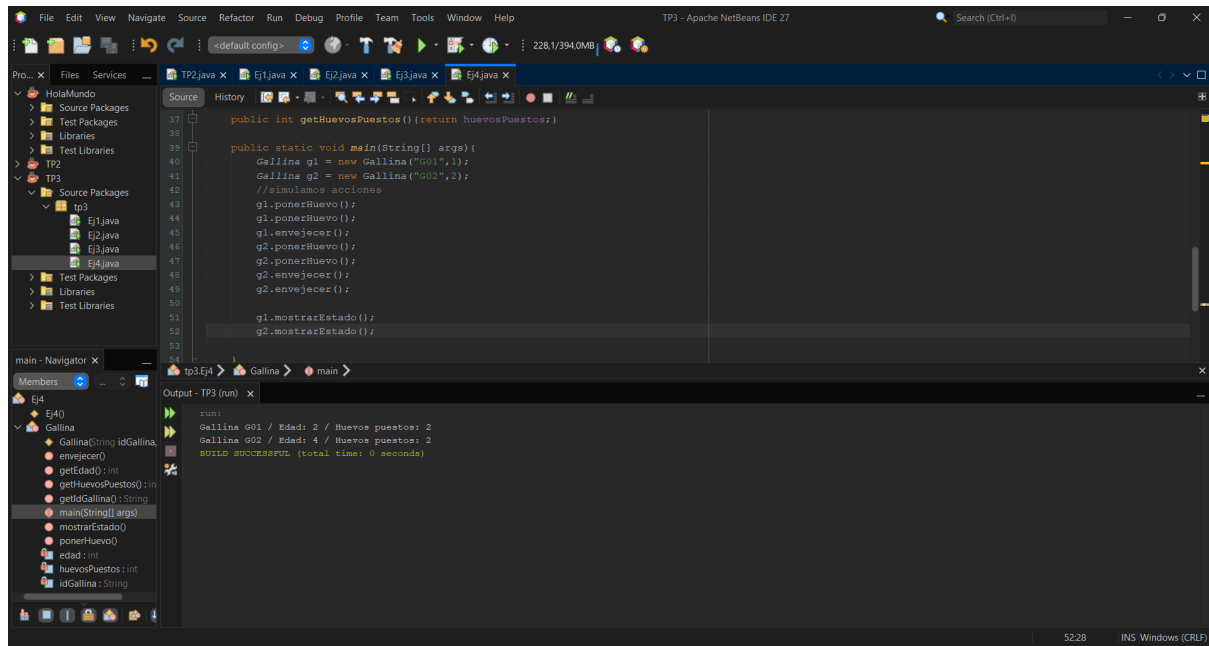 File Edit View Navigate Source Refactor Run Debug Profile Team Tools Window Help TP3 - Apache NetBeans IDE 27 Search (Ctrl+I)
<default config> 228,1/394,0MB
Pro... Files Services TP2.java Ej1.java Ej2.java Ej3.java Ej4.java
Source History
HolaMundo
Source Packages
Test Packages
Libraries
Test Libraries
TP2
TP3
Source Packages
tp3
Ej1.java
Ej2.java
Ej3.java
Ej4.java
Test Packages
Libraries
Test Libraries
37 public int getHuevosPuestos(){return huevosPuestos;}
38
39 public static void main(String[] args){
40 Gallina g1 = new Gallina("G01",1);
41 Gallina g2 = new Gallina("G02",2);
42 //simulamos acciones
43 g1.ponerHuevo();
44 g1.ponerHuevo();
45 g1.envejecer();
46 g2.ponerHuevo();
47 g2.ponerHuevo();
48 g2.envejecer();
49 g2.envejecer();
50
51 g1.mostrarEstado();
52 g2.mostrarEstado();
53
54 }
tp3.Ej4 Gallina main
main - Navigator
Members ...
Ej4
Ej4()
Gallina
Gallina(String idGallina,
envejecer()
getEdad() : int
getHuevosPuestos() : in
getIdGallina() : String
main(String[] args)
mostrarEstado()
ponerHuevo()
edad : int
huevosPuestos : int
idGallina : String
Output - TP3 (run)
run:
Gallina G01 / Edad: 2 / Huevos puestos: 2
Gallina G02 / Edad: 4 / Huevos puestos: 2
BUILD SUCCESSFUL (total time: 0 seconds)
52:28 INS Windows (CRLF)